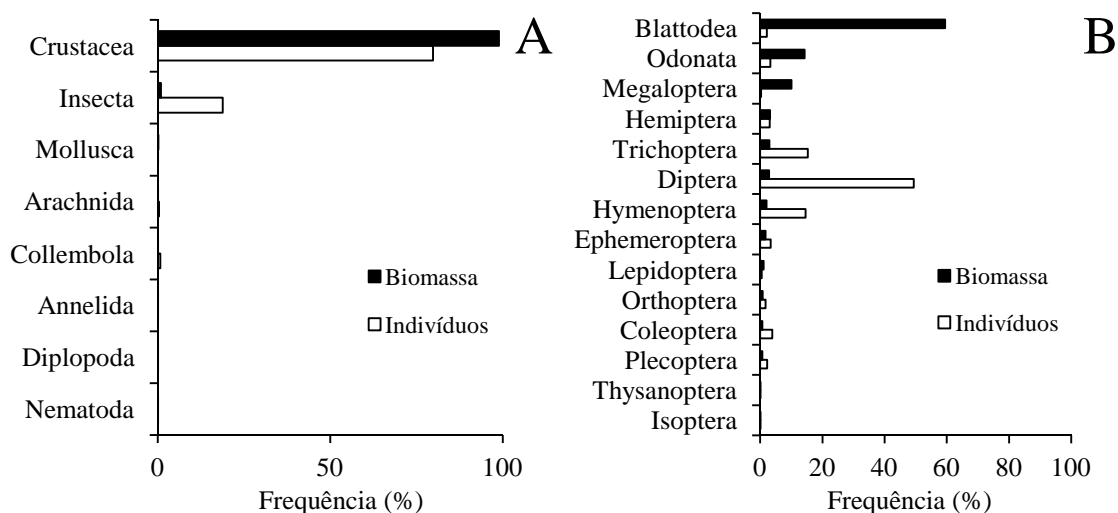 A
Crustacea
Insecta
Mollusca
Arachnida
Collembola
Annelida
Diplopoda
Nematoda
Biomassa
Indivíduos
0 50 100
Frequência (%)
B
Blattodea
Odonata
Megaloptera
Hemiptera
Trichoptera
Diptera
Hymenoptera
Ephemeroptera
Lepidoptera
Orthoptera
Coleoptera
Plecoptera
Thysanoptera
Isoptera
Biomassa
Indivíduos
0 20 40 60 80 100
Frequência (%)